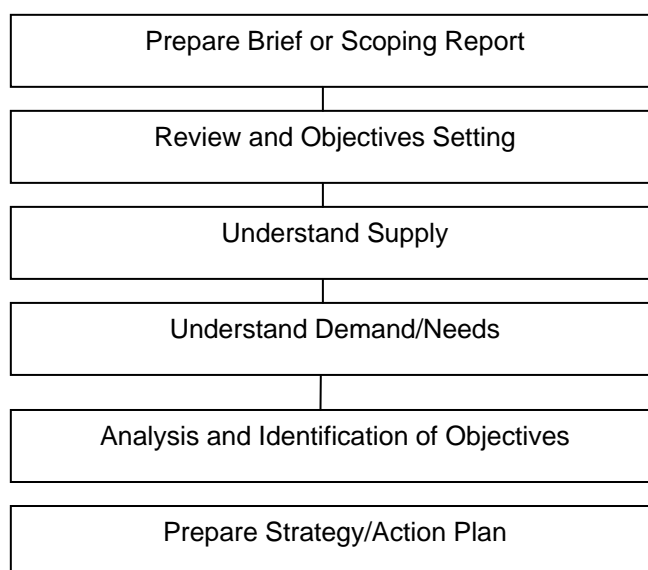 Prepare Brief or Scoping Report
Review and Objectives Setting
Understand Supply
Understand Demand/Needs
Analysis and Identification of Objectives
Prepare Strategy/Action Plan